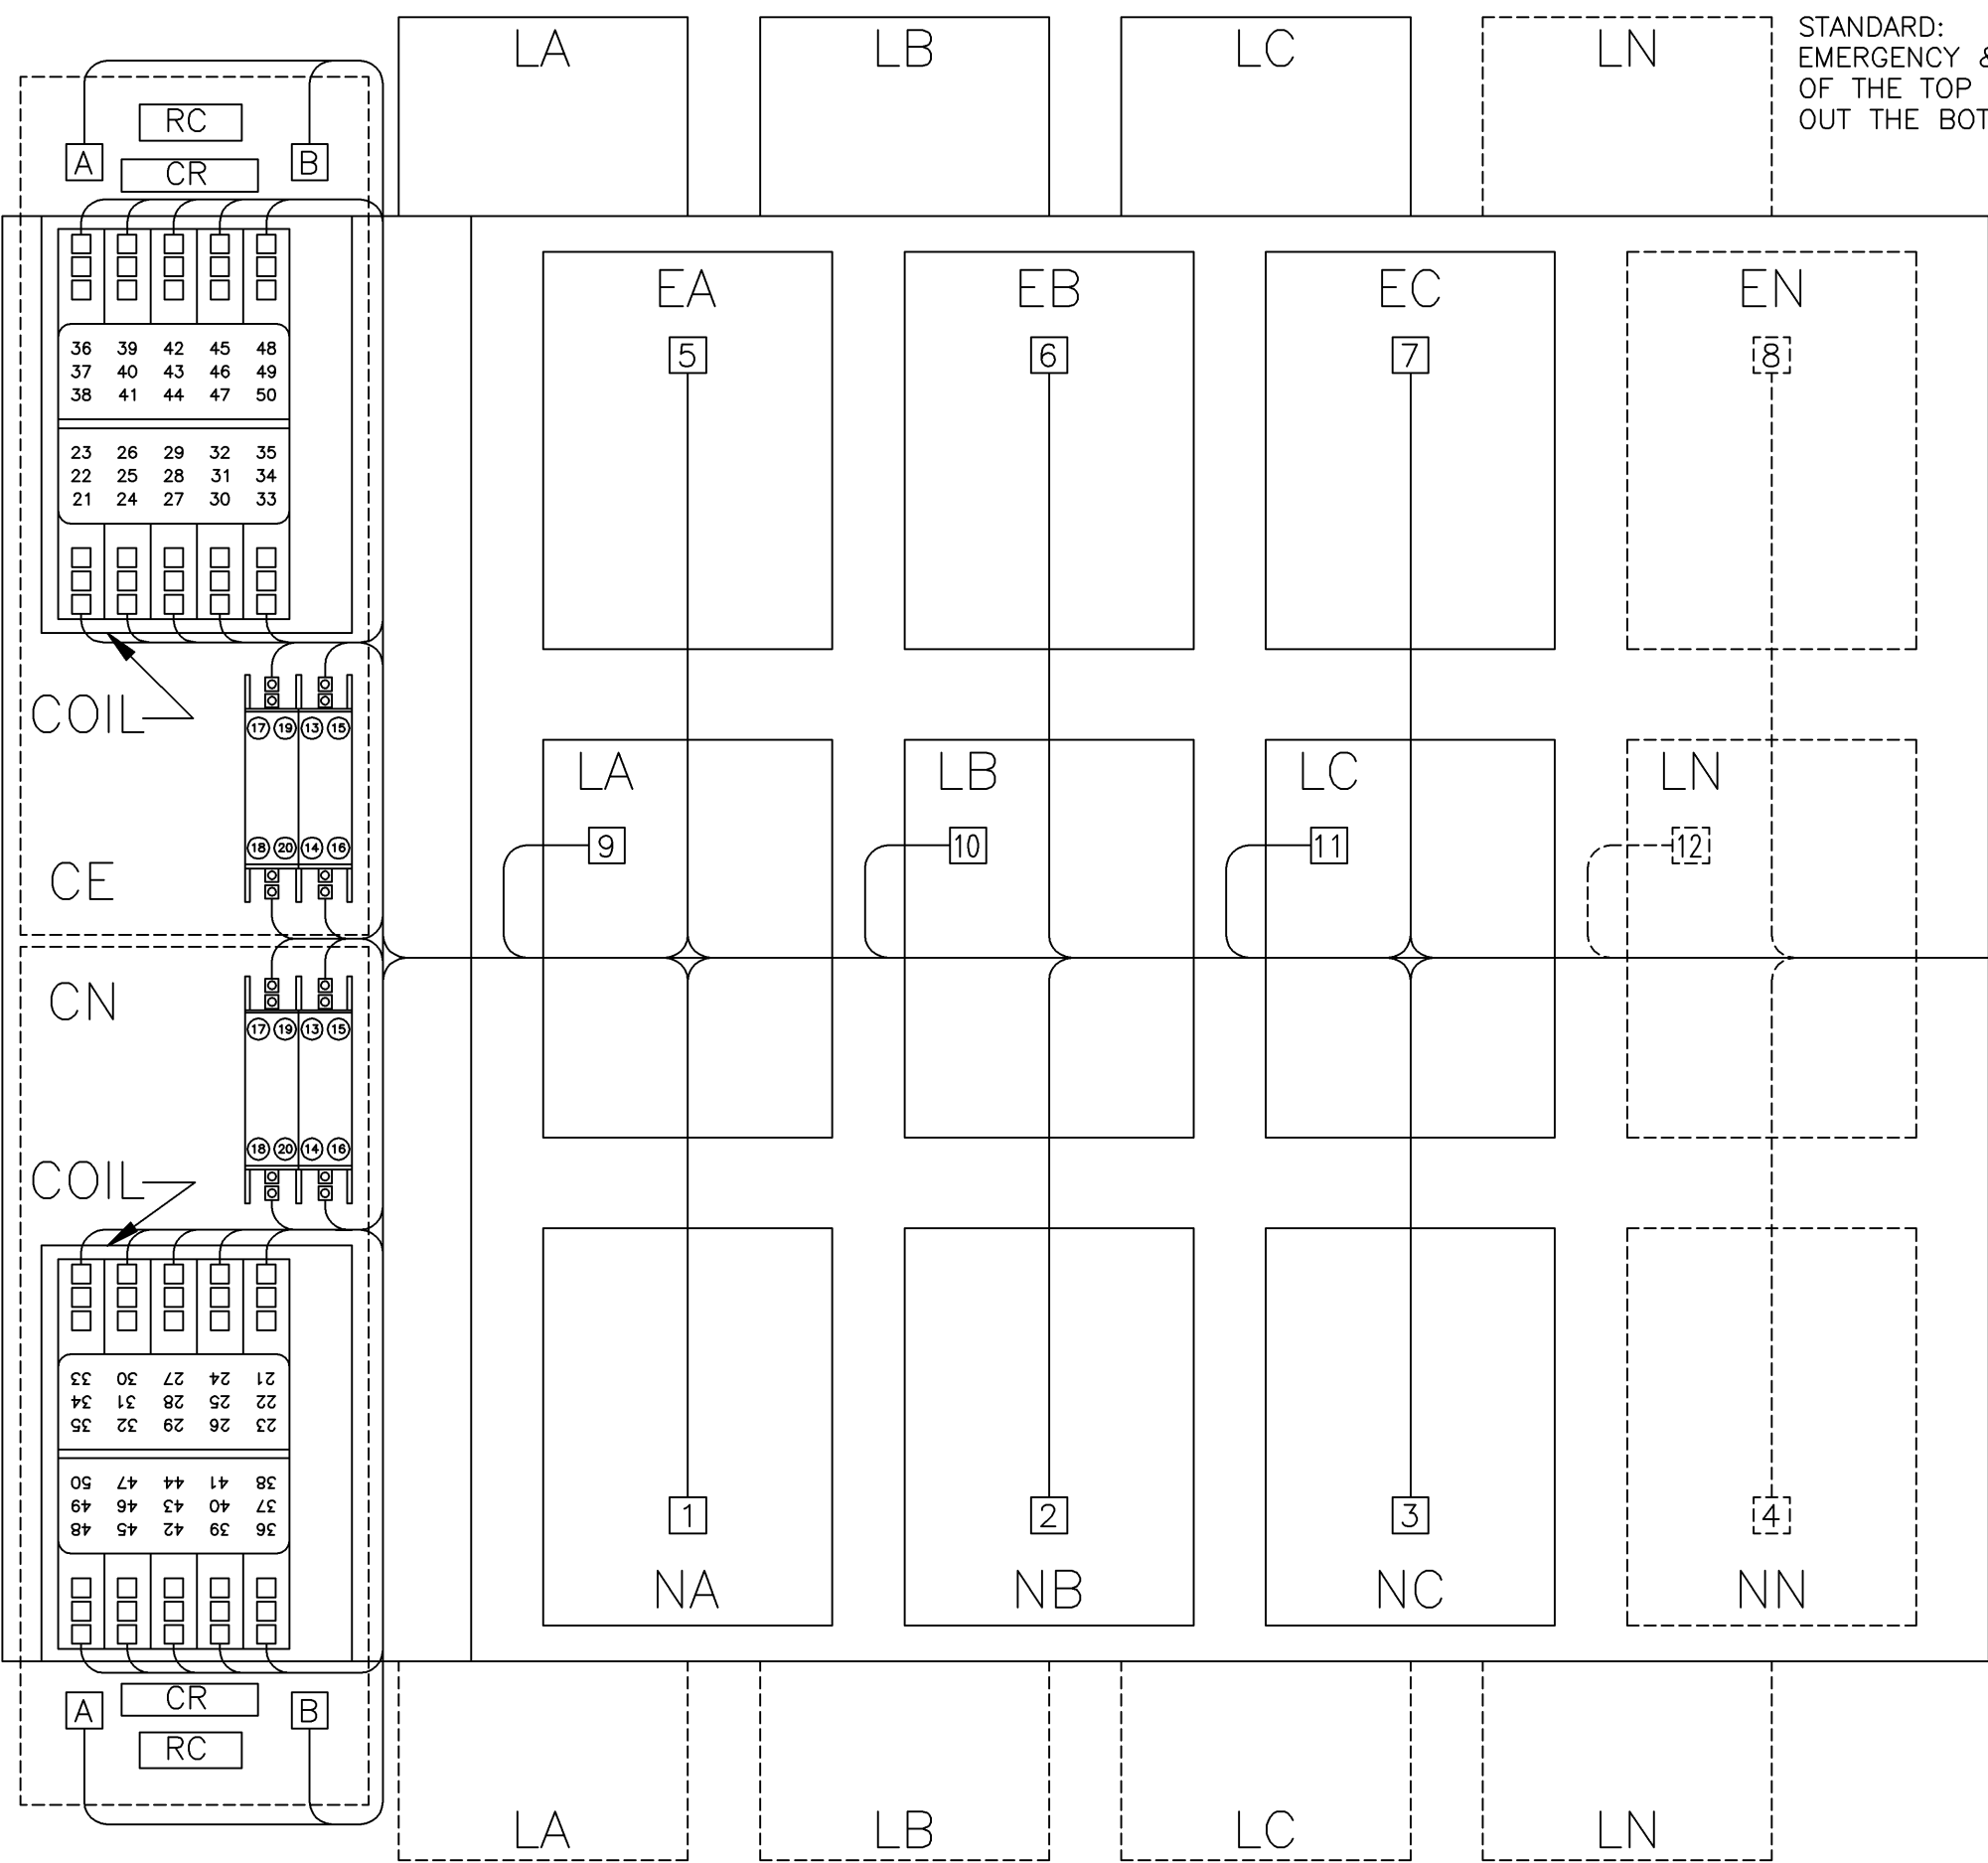 LA LB LC LN
STANDARD:
EMERGENCY &
OF THE TOP
OUT THE BOT
RC
A CR B
EA EB EC EN
5 6 7 8
36 39 42 45 48
37 40 43 46 49
38 41 44 47 50
23 26 29 32 35
22 25 28 31 34
21 24 27 30 33
COIL
17 19 13 15
LA LB LC LN
9 10 11 12
18 20 14 16
CE
CN
17 19 13 15
18 20 14 16
COIL
33 30 27 24 21
34 31 28 25 22
35 32 29 26 23
50 47 44 41 38
49 46 43 40 37
48 45 42 39 36
1 2 3 4
NA NB NC NN
A CR B
RC
LA LB LC LN